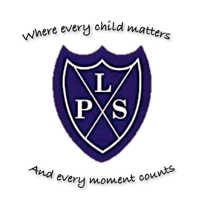 Where every child matters
L
P S
And every moment counts